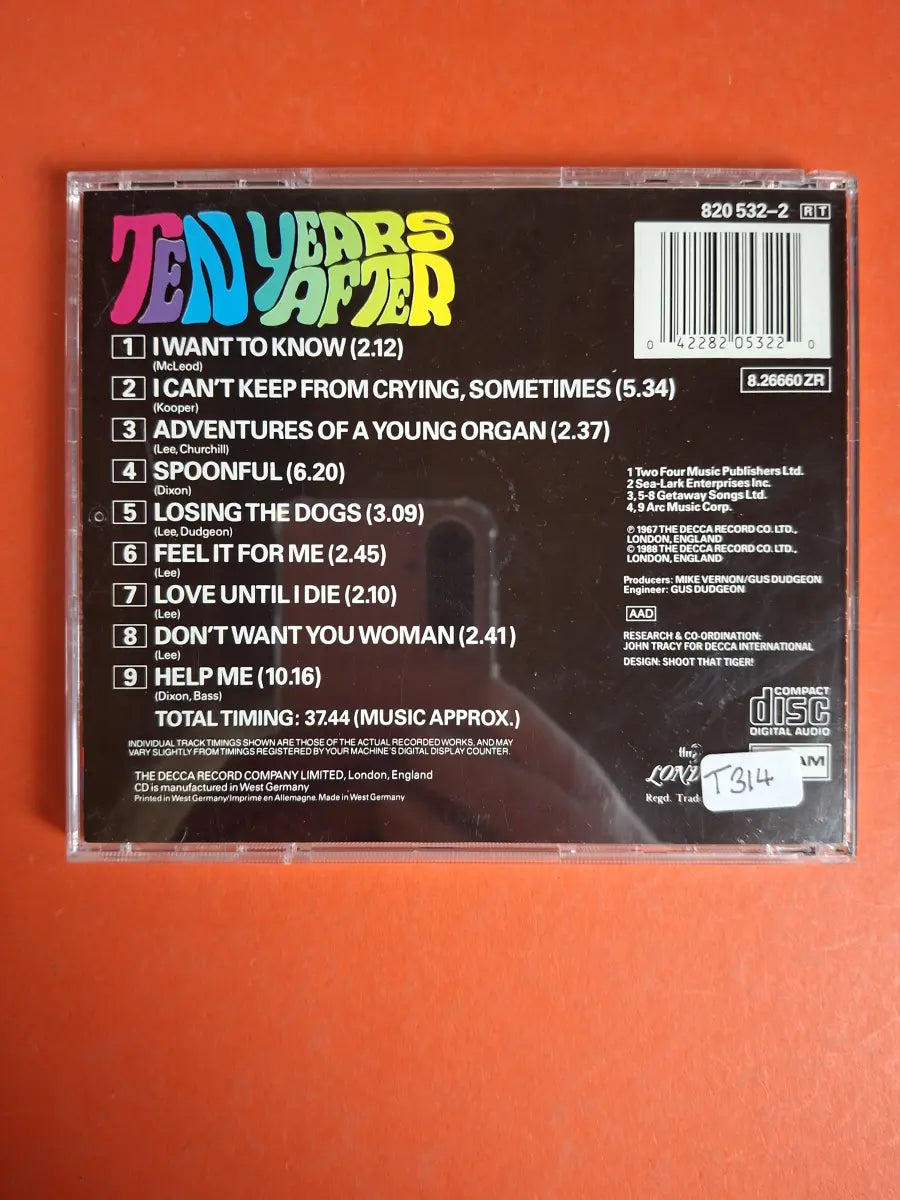 TEN YEARS
AFTER
820 532-2 RT
0 42282 05322 0
8.26660 ZR
1 I WANT TO KNOW (2.12)
(McLeod)
2 I CAN'T KEEP FROM CRYING, SOMETIMES (5.34)
(Kooper)
3 ADVENTURES OF A YOUNG ORGAN (2.37)
(Lee, Churchill)
4 SPOONFUL (6.20)
(Dixon)
5 LOSING THE DOGS (3.09)
(Lee, Dudgeon)
6 FEEL IT FOR ME (2.45)
(Lee)
7 LOVE UNTIL I DIE (2.10)
(Lee)
8 DON'T WANT YOU WOMAN (2.41)
(Lee)
9 HELP ME (10.16)
(Dixon, Bass)
TOTAL TIMING: 37.44 (MUSIC APPROX.)
INDIVIDUAL TRACK TIMINGS SHOWN ARE THOSE OF THE ACTUAL RECORDED WORKS, AND MAY
VARY SLIGHTLY FROM TIMINGS REGISTERED BY YOUR MACHINE'S DIGITAL DISPLAY COUNTER.
THE DECCA RECORD COMPANY LIMITED, London, England
CD is manufactured in West Germany
Printed in West Germany/Imprimé en Allemagne. Made in West Germany
1 Two Four Music Publishers Ltd.
2 Sea-Lark Enterprises Inc.
3, 5-8 Getaway Songs Ltd.
4, 9 Arc Music Corp.
℗ 1967 THE DECCA RECORD CO. LTD.,
LONDON, ENGLAND
© 1988 THE DECCA RECORD CO. LTD.,
LONDON, ENGLAND
Producers: MIKE VERNON/GUS DUDGEON
Engineer: GUS DUDGEON
AAD
RESEARCH & CO-ORDINATION:
JOHN TRACY FOR DECCA INTERNATIONAL
DESIGN: SHOOT THAT TIGER!
COMPACT
disc
DIGITAL AUDIO
Regd.
T314